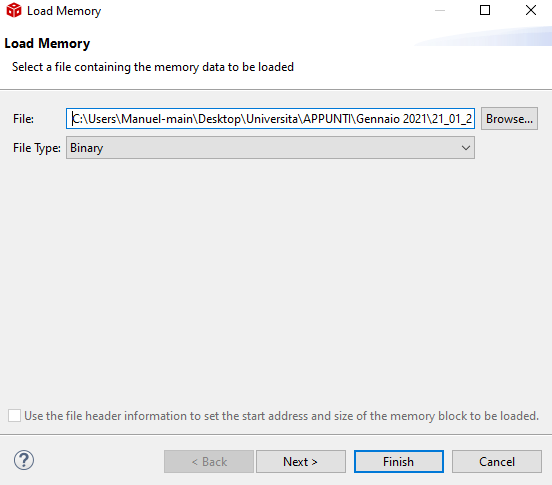 Load Memory
Load Memory
Select a file containing the memory data to be loaded
File: C:\Users\Manuel-main\Desktop\Universita\APPUNTI\Gennaio 2021\21_01_2 Browse...
File Type: Binary
Use the file header information to set the start address and size of the memory block to be loaded.
? < Back Next > Finish Cancel